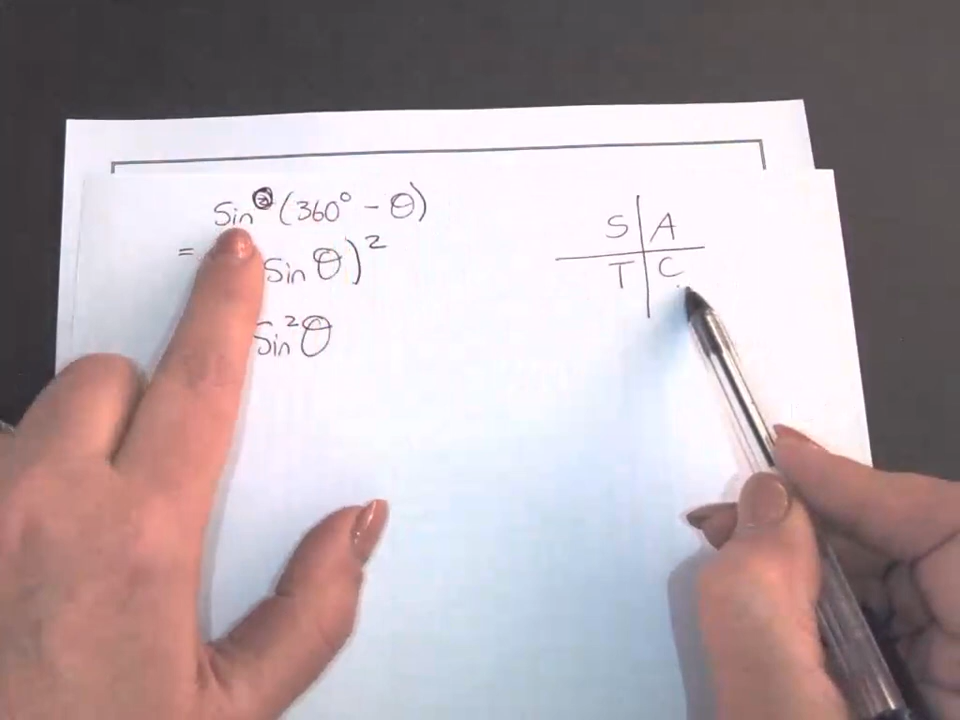 Sin²(360° - θ)
= sin θ)²
sin²θ
S A
T C